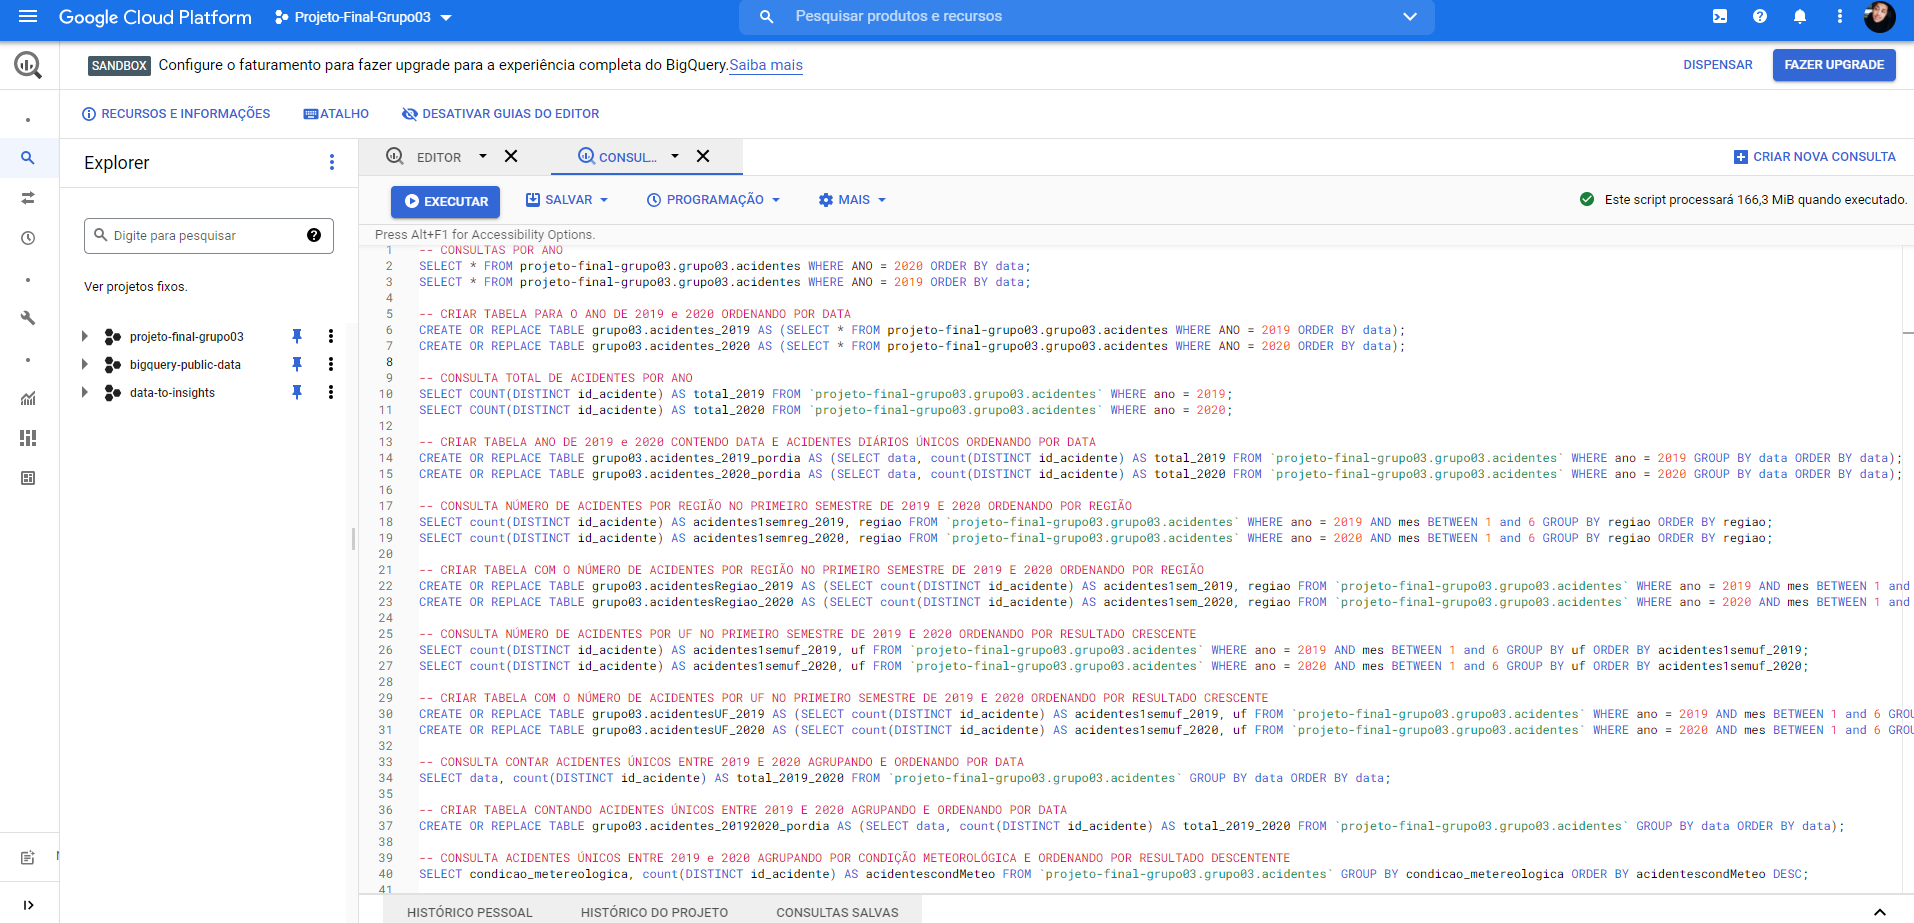 Google Cloud Platform
Projeto-Final-Grupo03
Pesquisar produtos e recursos
SANDBOX Configure o faturamento para fazer upgrade para a experiência completa do BigQuery. Saiba mais
DISPENSAR
FAZER UPGRADE
RECURSOS E INFORMAÇÕES
ATALHO
DESATIVAR GUIAS DO EDITOR
Explorer
Digite para pesquisar
Ver projetos fixos.
projeto-final-grupo03
bigquery-public-data
data-to-insights
EDITOR
CONSUL...
CRIAR NOVA CONSULTA
EXECUTAR
SALVAR
PROGRAMAÇÃO
MAIS
Este script processará 166,3 MiB quando executado.
Press Alt+F1 for Accessibility Options.
1 -- CONSULTAS POR ANO
2 SELECT * FROM projeto-final-grupo03.grupo03.acidentes WHERE ANO = 2020 ORDER BY data;
3 SELECT * FROM projeto-final-grupo03.grupo03.acidentes WHERE ANO = 2019 ORDER BY data;
4
5 -- CRIAR TABELA PARA O ANO DE 2019 e 2020 ORDENANDO POR DATA
6 CREATE OR REPLACE TABLE grupo03.acidentes_2019 AS (SELECT * FROM projeto-final-grupo03.grupo03.acidentes WHERE ANO = 2019 ORDER BY data);
7 CREATE OR REPLACE TABLE grupo03.acidentes_2020 AS (SELECT * FROM projeto-final-grupo03.grupo03.acidentes WHERE ANO = 2020 ORDER BY data);
8
9 -- CONSULTA TOTAL DE ACIDENTES POR ANO
10 SELECT COUNT(DISTINCT id_acidente) AS total_2019 FROM `projeto-final-grupo03.grupo03.acidentes` WHERE ano = 2019;
11 SELECT COUNT(DISTINCT id_acidente) AS total_2020 FROM `projeto-final-grupo03.grupo03.acidentes` WHERE ano = 2020;
12
13 -- CRIAR TABELA ANO DE 2019 e 2020 CONTENDO DATA E ACIDENTES DIÁRIOS ÚNICOS ORDENANDO POR DATA
14 CREATE OR REPLACE TABLE grupo03.acidentes_2019_pordia AS (SELECT data, count(DISTINCT id_acidente) AS total_2019 FROM `projeto-final-grupo03.grupo03.acidentes` WHERE ano = 2019 GROUP BY data ORDER BY data);
15 CREATE OR REPLACE TABLE grupo03.acidentes_2020_pordia AS (SELECT data, count(DISTINCT id_acidente) AS total_2020 FROM `projeto-final-grupo03.grupo03.acidentes` WHERE ano = 2020 GROUP BY data ORDER BY data);
16
17 -- CONSULTA NÚMERO DE ACIDENTES POR REGIÃO NO PRIMEIRO SEMESTRE DE 2019 E 2020 ORDENANDO POR REGIÃO
18 SELECT count(DISTINCT id_acidente) AS acidentes1semreg_2019, regiao FROM `projeto-final-grupo03.grupo03.acidentes` WHERE ano = 2019 AND mes BETWEEN 1 and 6 GROUP BY regiao ORDER BY regiao;
19 SELECT count(DISTINCT id_acidente) AS acidentes1semreg_2020, regiao FROM `projeto-final-grupo03.grupo03.acidentes` WHERE ano = 2020 AND mes BETWEEN 1 and 6 GROUP BY regiao ORDER BY regiao;
20
21 -- CRIAR TABELA COM O NÚMERO DE ACIDENTES POR REGIÃO NO PRIMEIRO SEMESTRE DE 2019 E 2020 ORDENANDO POR REGIÃO
22 CREATE OR REPLACE TABLE grupo03.acidentesRegiao_2019 AS (SELECT count(DISTINCT id_acidente) AS acidentes1sem_2019, regiao FROM `projeto-final-grupo03.grupo03.acidentes` WHERE ano = 2019 AND mes BETWEEN 1 and
23 CREATE OR REPLACE TABLE grupo03.acidentesRegiao_2020 AS (SELECT count(DISTINCT id_acidente) AS acidentes1sem_2020, regiao FROM `projeto-final-grupo03.grupo03.acidentes` WHERE ano = 2020 AND mes BETWEEN 1 and
24
25 -- CONSULTA NÚMERO DE ACIDENTES POR UF NO PRIMEIRO SEMESTRE DE 2019 E 2020 ORDENANDO POR RESULTADO CRESCENTE
26 SELECT count(DISTINCT id_acidente) AS acidentes1semuf_2019, uf FROM `projeto-final-grupo03.grupo03.acidentes` WHERE ano = 2019 AND mes BETWEEN 1 and 6 GROUP BY uf ORDER BY acidentes1semuf_2019;
27 SELECT count(DISTINCT id_acidente) AS acidentes1semuf_2020, uf FROM `projeto-final-grupo03.grupo03.acidentes` WHERE ano = 2020 AND mes BETWEEN 1 and 6 GROUP BY uf ORDER BY acidentes1semuf_2020;
28
29 -- CRIAR TABELA COM O NÚMERO DE ACIDENTES POR UF NO PRIMEIRO SEMESTRE DE 2019 E 2020 ORDENANDO POR RESULTADO CRESCENTE
30 CREATE OR REPLACE TABLE grupo03.acidentesUF_2019 AS (SELECT count(DISTINCT id_acidente) AS acidentes1semuf_2019, uf FROM `projeto-final-grupo03.grupo03.acidentes` WHERE ano = 2019 AND mes BETWEEN 1 and 6 GROU
31 CREATE OR REPLACE TABLE grupo03.acidentesUF_2020 AS (SELECT count(DISTINCT id_acidente) AS acidentes1semuf_2020, uf FROM `projeto-final-grupo03.grupo03.acidentes` WHERE ano = 2020 AND mes BETWEEN 1 and 6 GROU
32
33 -- CONSULTA CONTAR ACIDENTES ÚNICOS ENTRE 2019 E 2020 AGRUPANDO E ORDENANDO POR DATA
34 SELECT data, count(DISTINCT id_acidente) AS total_2019_2020 FROM `projeto-final-grupo03.grupo03.acidentes` GROUP BY data ORDER BY data;
35
36 -- CRIAR TABELA CONTANDO ACIDENTES ÚNICOS ENTRE 2019 E 2020 AGRUPANDO E ORDENANDO POR DATA
37 CREATE OR REPLACE TABLE grupo03.acidentes_20192020_pordia AS (SELECT data, count(DISTINCT id_acidente) AS total_2019_2020 FROM `projeto-final-grupo03.grupo03.acidentes` GROUP BY data ORDER BY data);
38
39 -- CONSULTA ACIDENTES ÚNICOS ENTRE 2019 e 2020 AGRUPANDO POR CONDIÇÃO METEOROLÓGICA E ORDENANDO POR RESULTADO DESCENTENTE
40 SELECT condicao_metereologica, count(DISTINCT id_acidente) AS acidentescondMeteo FROM `projeto-final-grupo03.grupo03.acidentes` GROUP BY condicao_metereologica ORDER BY acidentescondMeteo DESC;
41
HISTÓRICO PESSOAL
HISTÓRICO DO PROJETO
CONSULTAS SALVAS